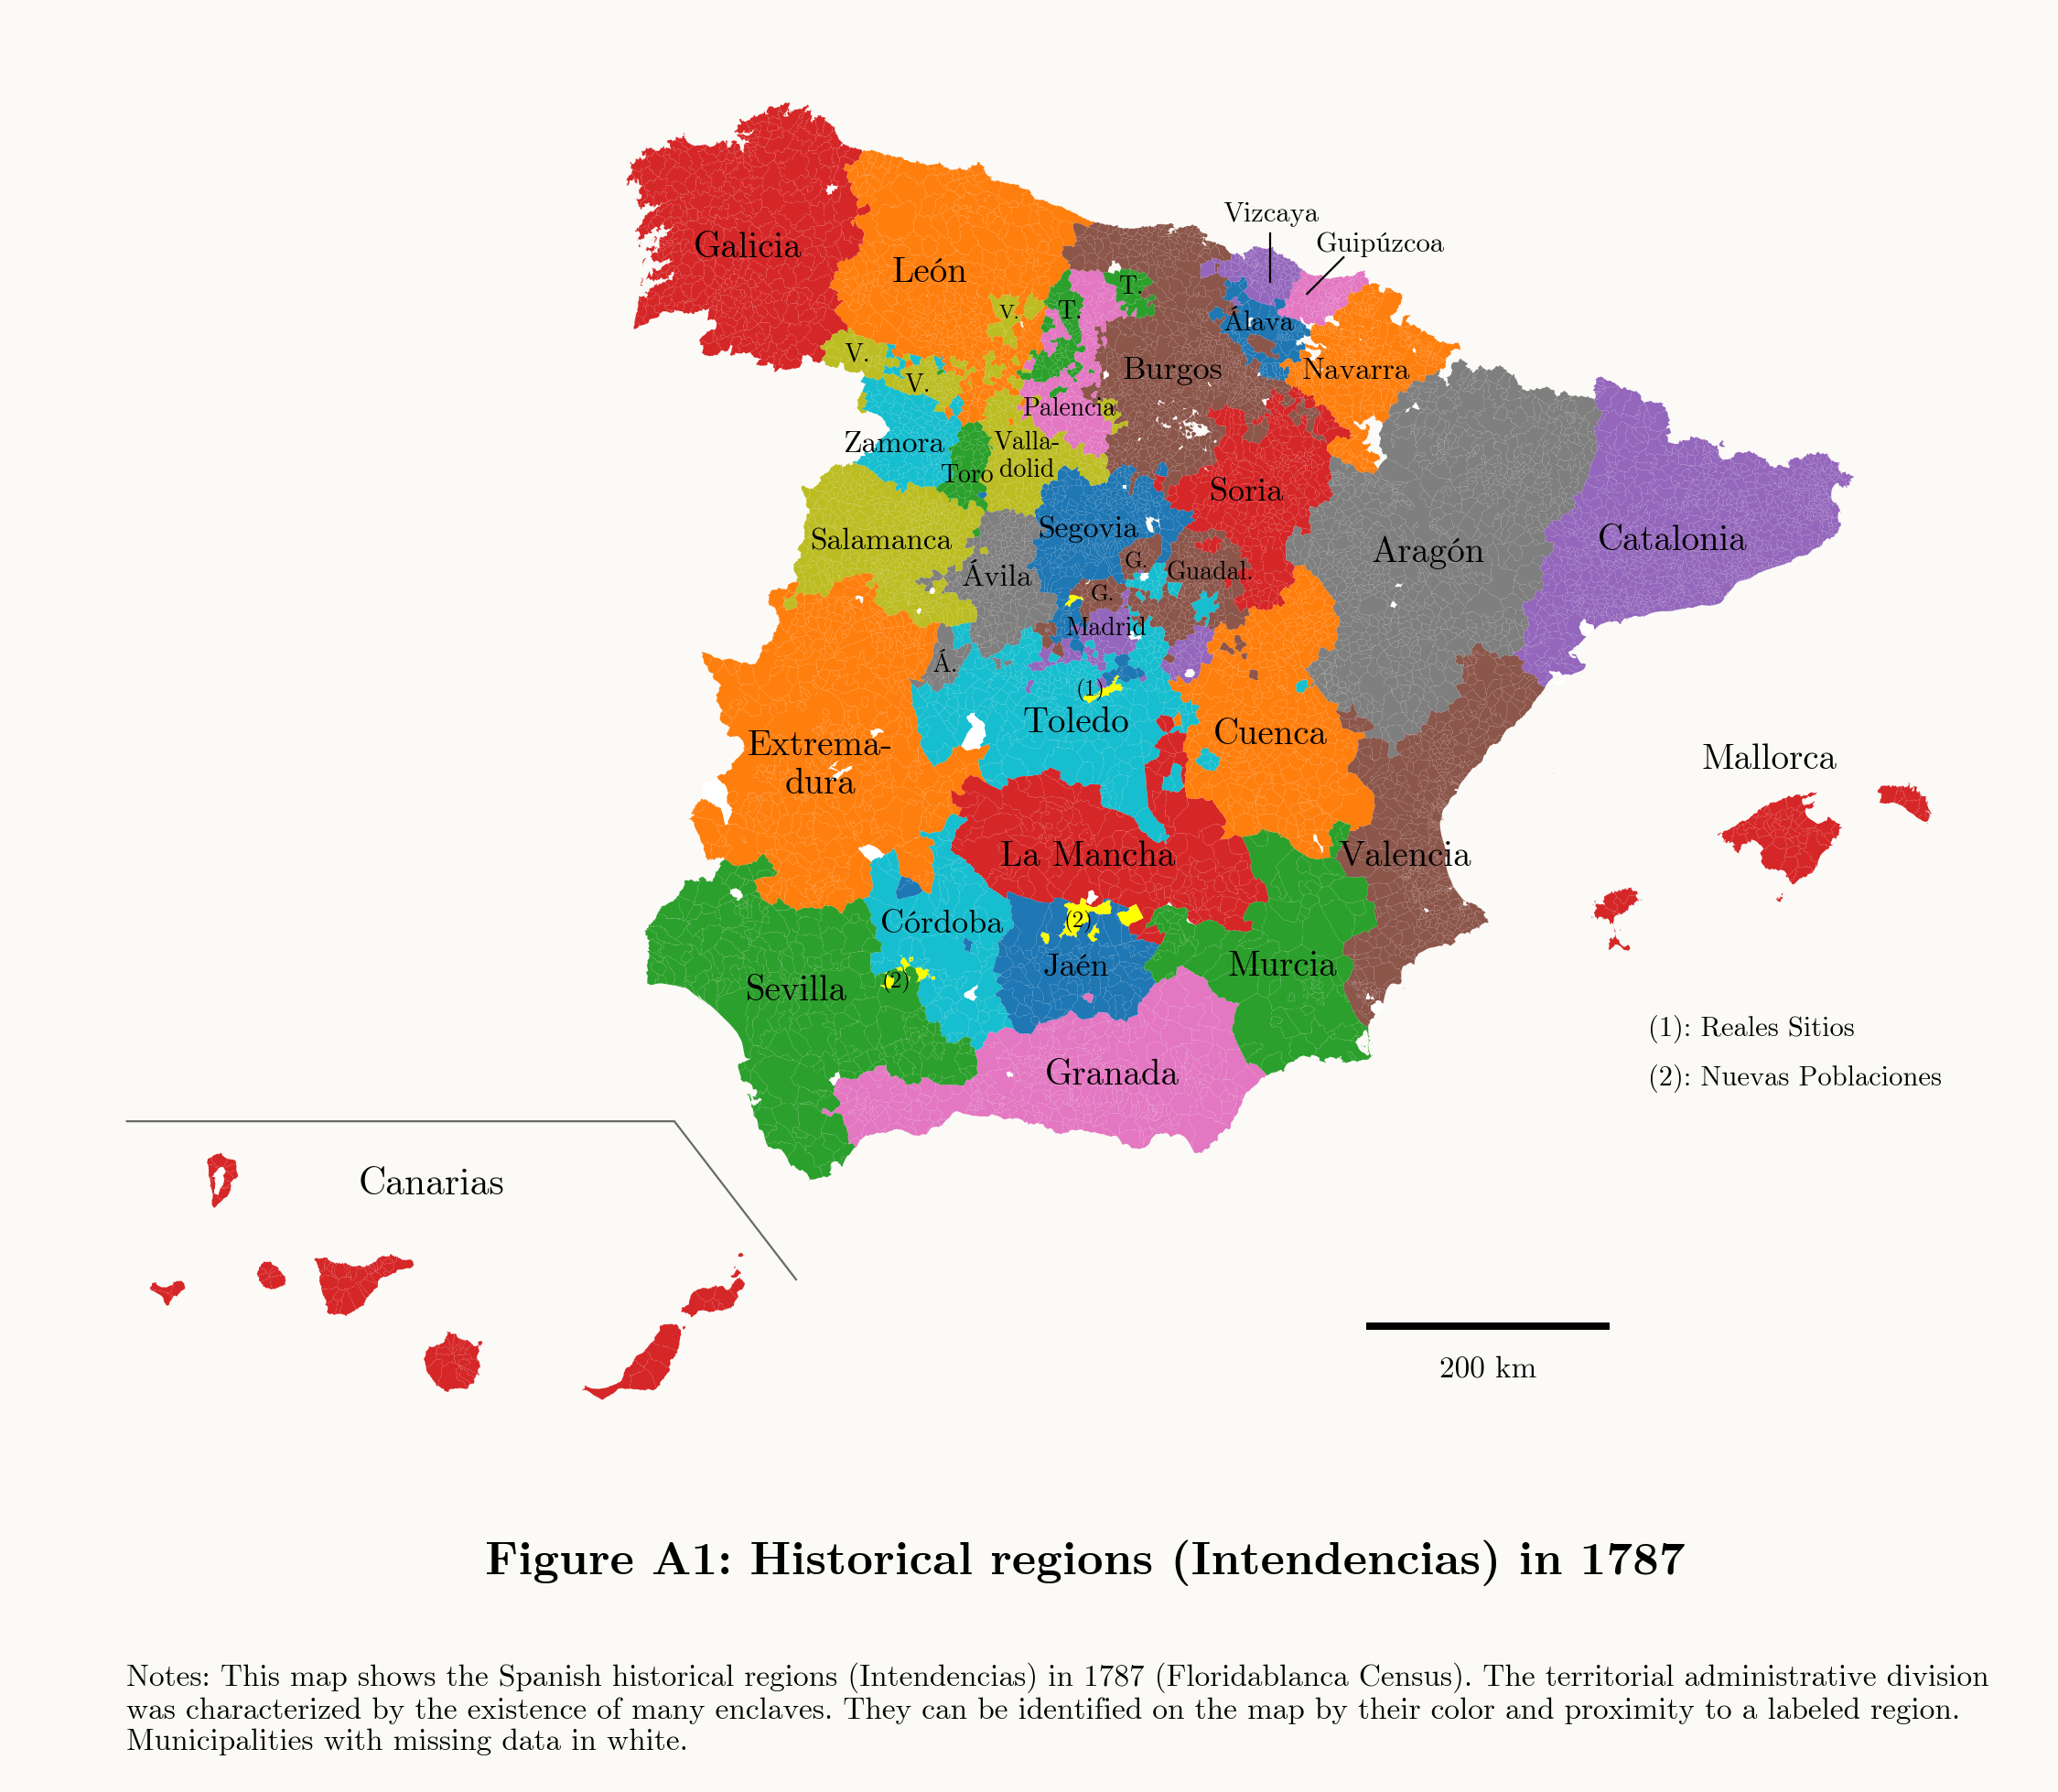 Vizcaya
Guipúzcoa
Galicia
León
T.
V.
T.
Álava
V.
Burgos
Navarra
V.
Palencia
Zamora
Valla-
dolid
Toro
Soria
Segovia
Salamanca
Aragón
Catalonia
G.
Guadal.
Ávila
G.
Madrid
Á.
(1)
Toledo
Cuenca
Extrema-
dura
Mallorca
La Mancha
Valencia
Córdoba
(2)
Jaén
Murcia
Sevilla
(2)
Granada
(1): Reales Sitios
(2): Nuevas Poblaciones
Canarias
200 km
Figure A1: Historical regions (Intendencias) in 1787
Notes: This map shows the Spanish historical regions (Intendencias) in 1787 (Floridablanca Census). The territorial administrative division
was characterized by the existence of many enclaves. They can be identified on the map by their color and proximity to a labeled region.
Municipalities with missing data in white.